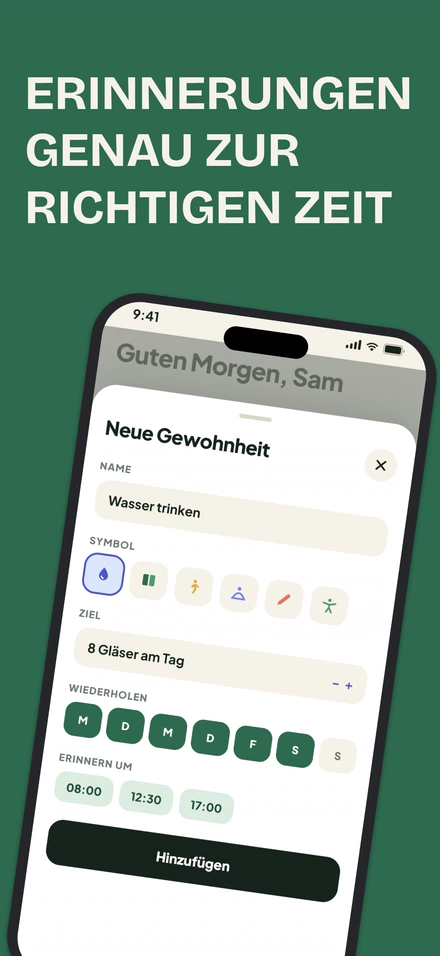 ERINNERUNGEN
GENAU ZUR
RICHTIGEN ZEIT
9:41
Guten Morgen, Sam
Neue Gewohnheit
NAME
Wasser trinken
SYMBOL
ZIEL
8 Gläser am Tag
− +
WIEDERHOLEN
M D M D F S S
ERINNERN UM
08:00 12:30 17:00
Hinzufügen